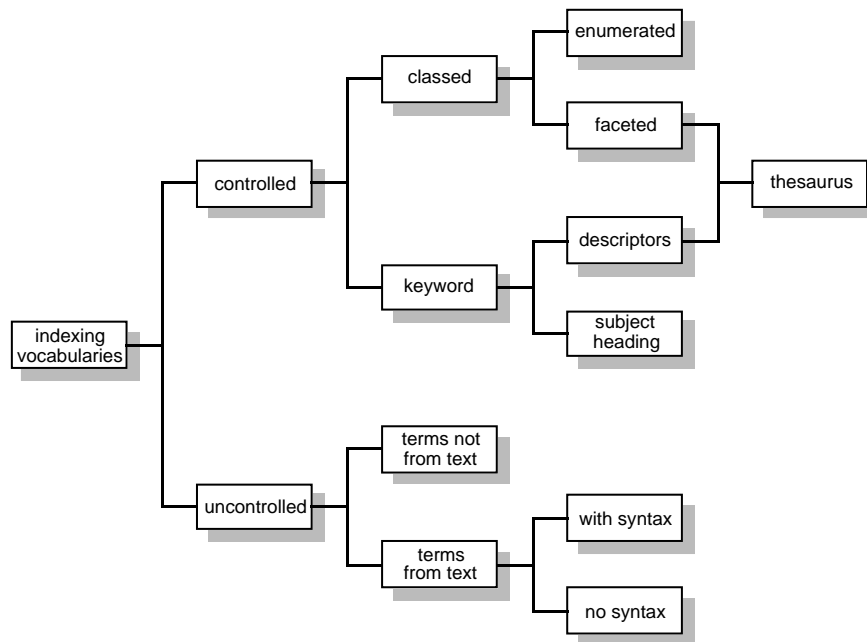 indexing
vocabularies
controlled
classed
enumerated
faceted
keyword
descriptors
subject
heading
thesaurus
uncontrolled
terms not
from text
terms
from text
with syntax
no syntax